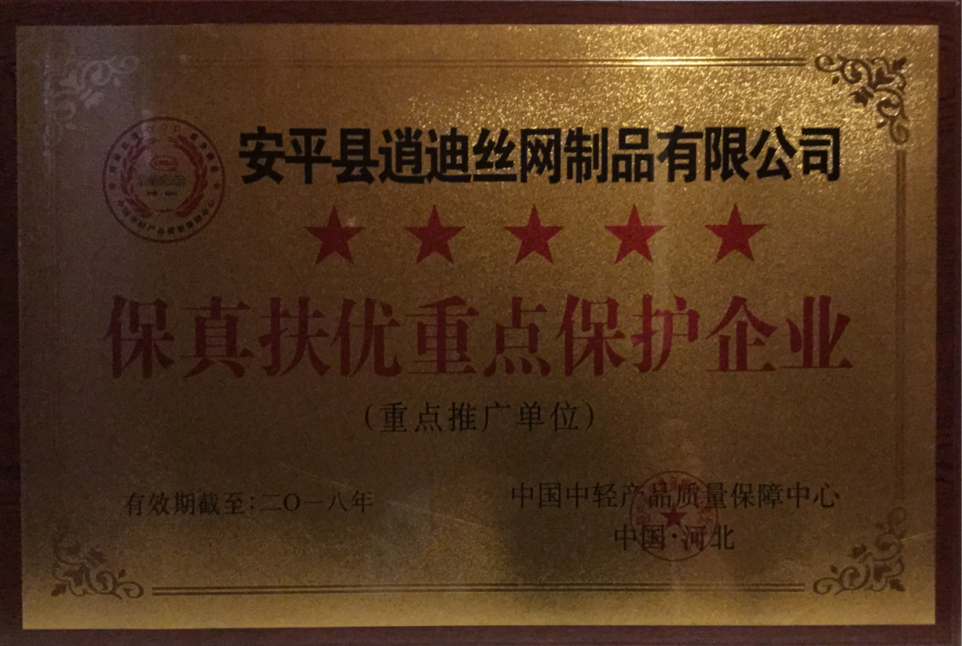 安平县逍迪丝网制品有限公司
保真扶优重点保护企业
(重点推广单位)
有效期截至:二〇一八年
中国中轻产品质量保障中心
中国·河北